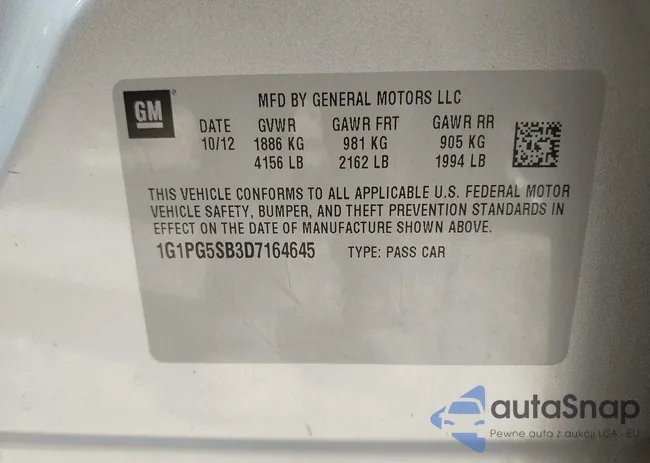 GM
MFD BY GENERAL MOTORS LLC
DATE GVWR GAWR FRT GAWR RR
10/12 1886 KG 981 KG 905 KG
4156 LB 2162 LB 1994 LB
THIS VEHICLE CONFORMS TO ALL APPLICABLE U.S. FEDERAL MOTOR
VEHICLE SAFETY, BUMPER, AND THEFT PREVENTION STANDARDS IN
EFFECT ON THE DATE OF MANUFACTURE SHOWN ABOVE.
1G1PG5SB3D7164645 TYPE: PASS CAR
autoSnap
Pewne auta z aukcji USA - EU